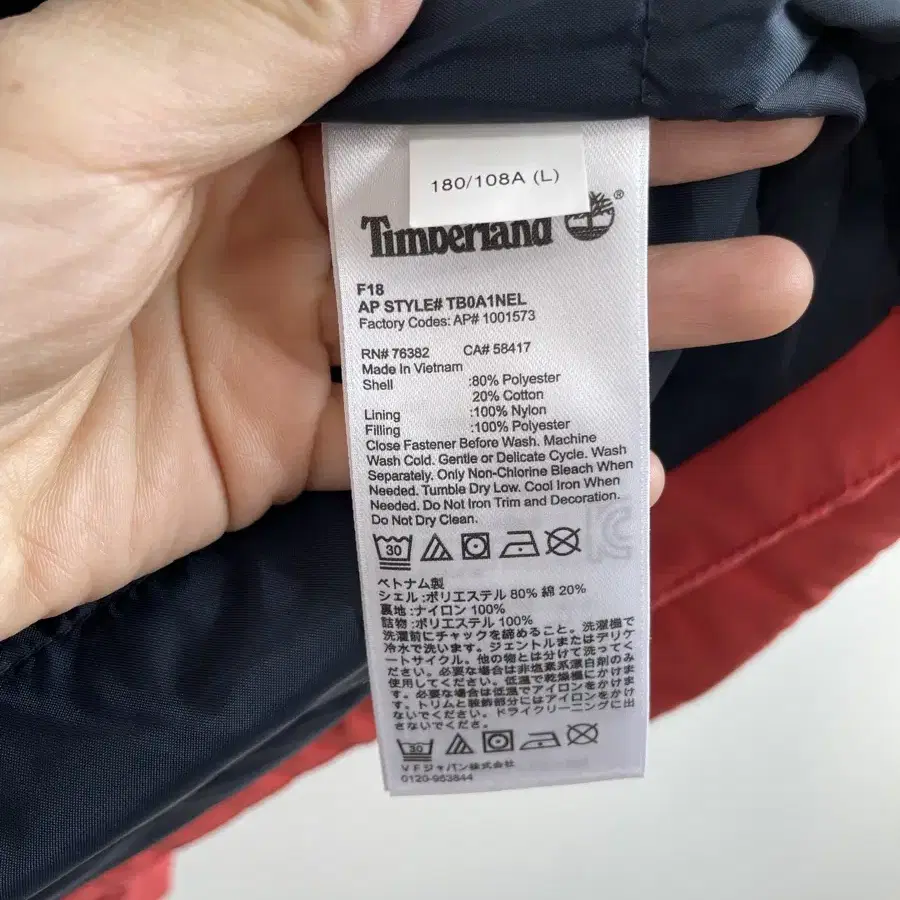 180/108A (L)
Timberland ®
F18
AP STYLE# TB0A1NEL
Factory Codes: AP# 1001573
RN# 76382 CA# 58417
Made in Vietnam
Shell :80% Polyester
20% Cotton
Lining :100% Nylon
Filling :100% Polyester
Close Fastener Before Wash. Machine
Wash Cold. Gentle or Delicate Cycle. Wash
Separately. Only Non-Chlorine Bleach When
Needed. Tumble Dry Low. Cool Iron When
Needed. Do Not Iron Trim and Decoration.
Do Not Dry Clean.
30
ベトナム製
シェル:ポリエステル 80% 綿 20%
裏地:ナイロン 100%
詰物:ポリエステル 100%
洗濯前にチャックを締めること。洗濯機で
冷水で洗います。ジェントルまたはデリケ
ートサイクル。他の物とは分けて洗ってく
ださい。必要な場合は非塩素系漂白剤のみ
使用してください。低温で乾燥機にかけま
す。必要な場合は低温でアイロンをかけま
す。トリムと装飾部分にはアイロンをかけ
ないでください。ドライクリーニングに出
さないでくださ。
30
VFジャパン株式会社
0120-953844